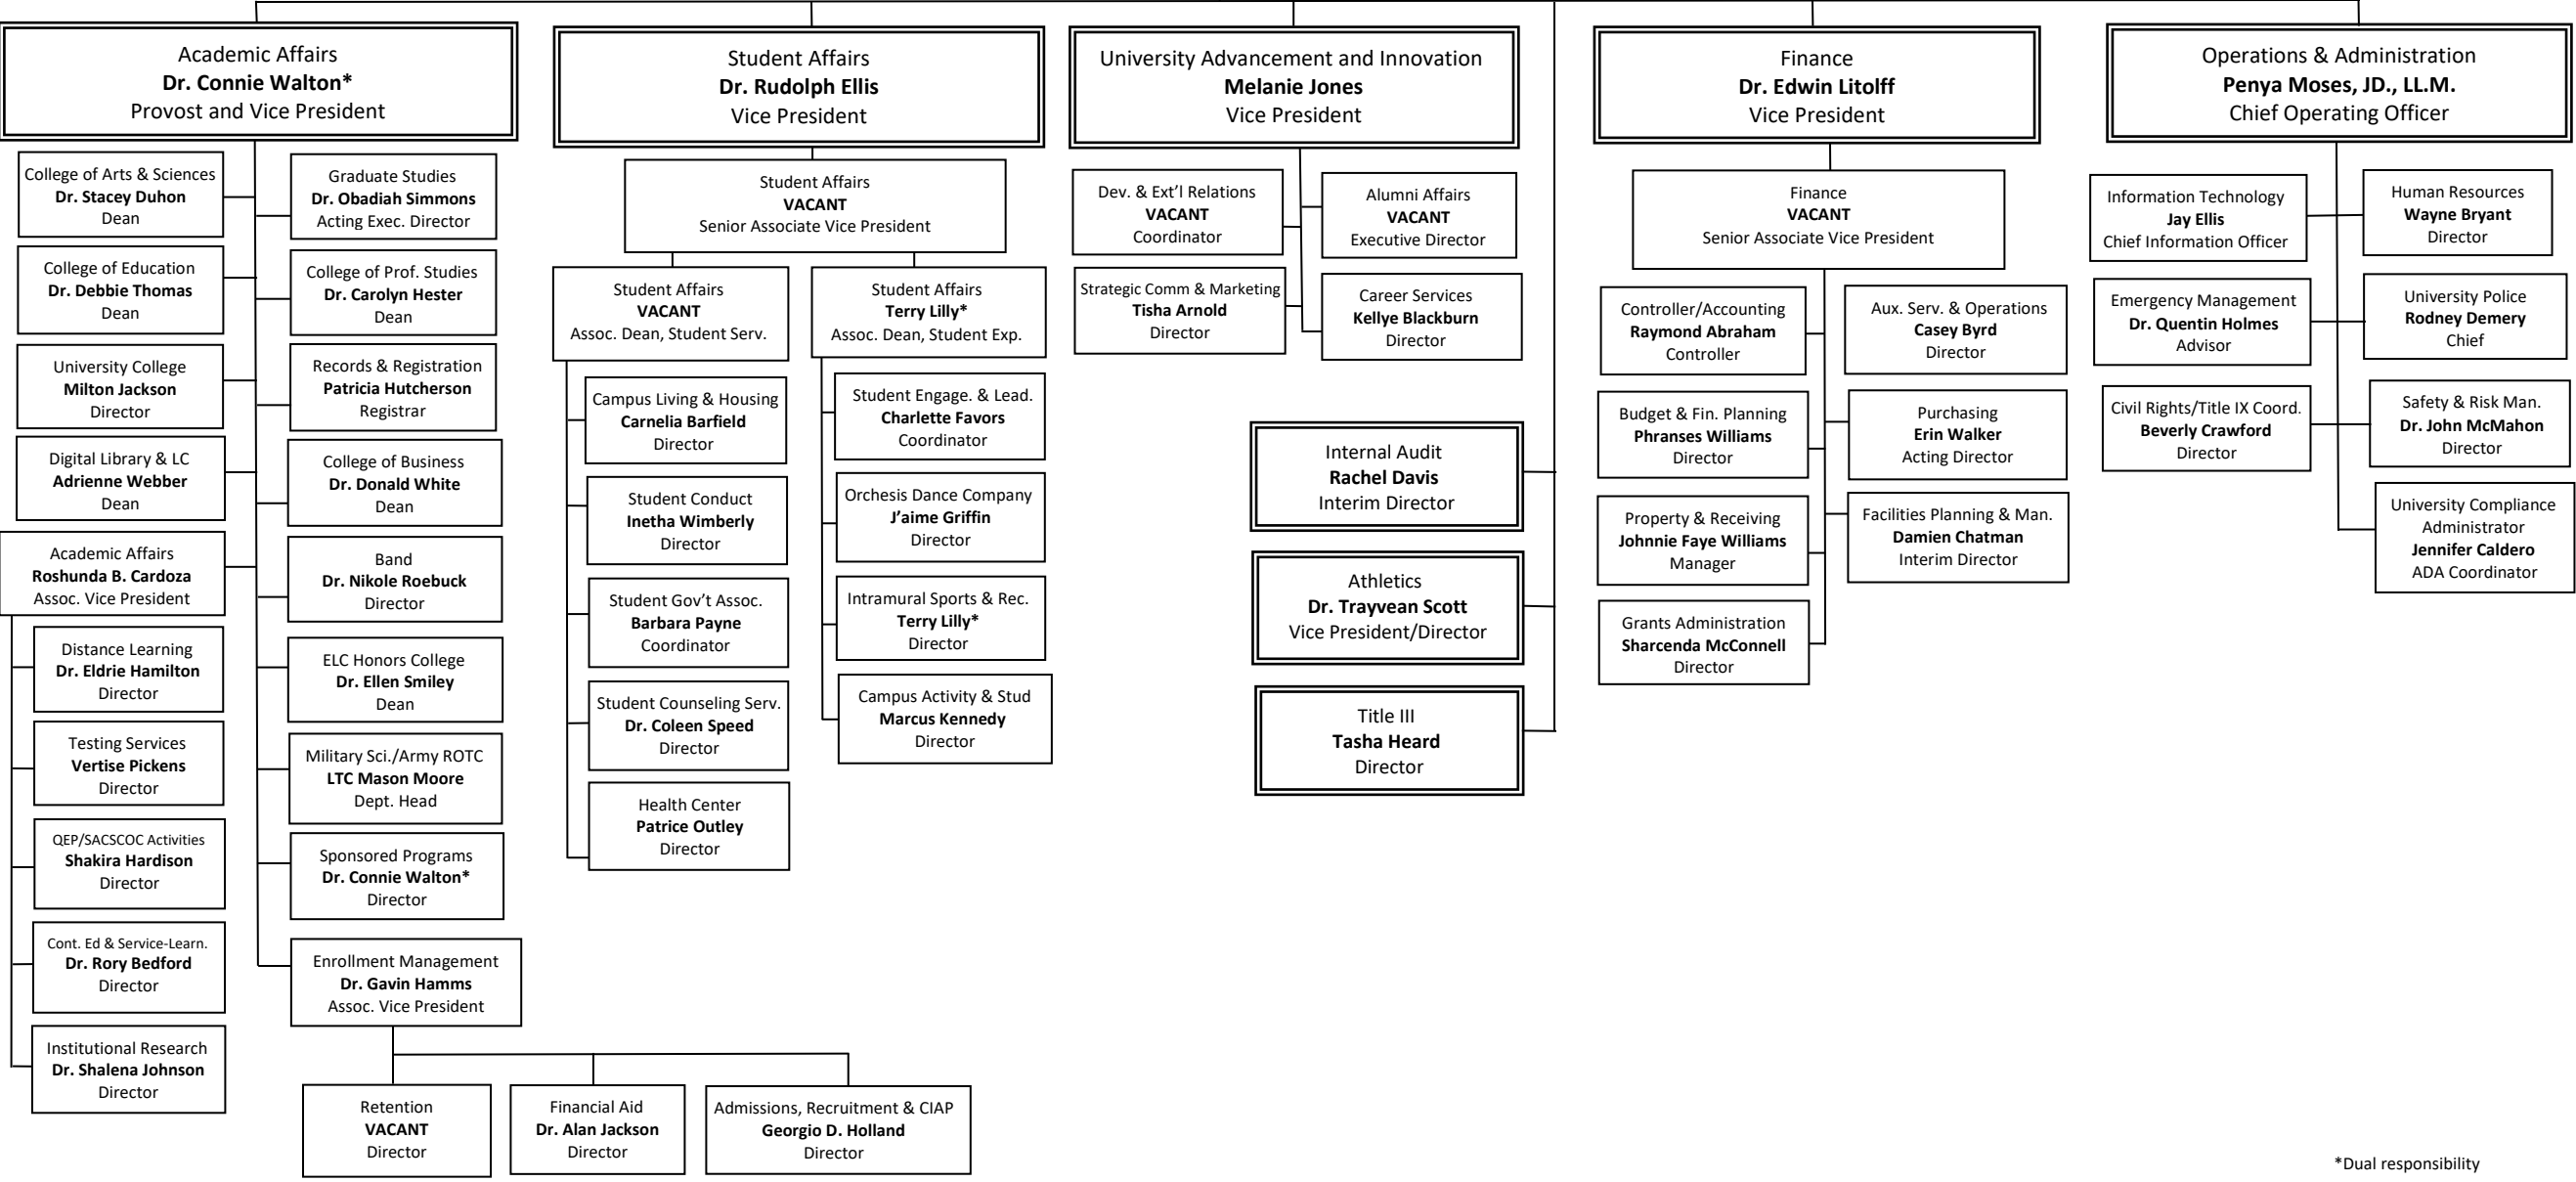 Academic Affairs
Dr. Connie Walton*
Provost and Vice President
College of Arts & Sciences
Dr. Stacey Duhon
Dean
Graduate Studies
Dr. Obadiah Simmons
Acting Exec. Director
College of Education
Dr. Debbie Thomas
Dean
College of Prof. Studies
Dr. Carolyn Hester
Dean
University College
Milton Jackson
Director
Records & Registration
Patricia Hutcherson
Registrar
Digital Library & LC
Adrienne Webber
Dean
College of Business
Dr. Donald White
Dean
Academic Affairs
Roshunda B. Cardoza
Assoc. Vice President
Band
Dr. Nikole Roebuck
Director
Distance Learning
Dr. Eldrie Hamilton
Director
ELC Honors College
Dr. Ellen Smiley
Dean
Testing Services
Vertise Pickens
Director
Military Sci./Army ROTC
LTC Mason Moore
Dept. Head
QEP/SACSCOC Activities
Shakira Hardison
Director
Sponsored Programs
Dr. Connie Walton*
Director
Cont. Ed & Service-Learn.
Dr. Rory Bedford
Director
Enrollment Management
Dr. Gavin Hamms
Assoc. Vice President
Institutional Research
Dr. Shalena Johnson
Director
Retention
VACANT
Director
Financial Aid
Dr. Alan Jackson
Director
Admissions, Recruitment & CIAP
Georgio D. Holland
Director
Student Affairs
Dr. Rudolph Ellis
Vice President
Student Affairs
VACANT
Senior Associate Vice President
Student Affairs
VACANT
Assoc. Dean, Student Serv.
Student Affairs
Terry Lilly*
Assoc. Dean, Student Exp.
Campus Living & Housing
Carnelia Barfield
Director
Student Engage. & Lead.
Charlette Favors
Coordinator
Student Conduct
Inetha Wimberly
Director
Orchesis Dance Company
J’aime Griffin
Director
Student Gov’t Assoc.
Barbara Payne
Coordinator
Intramural Sports & Rec.
Terry Lilly*
Director
Student Counseling Serv.
Dr. Coleen Speed
Director
Campus Activity & Stud
Marcus Kennedy
Director
Health Center
Patrice Outley
Director
University Advancement and Innovation
Melanie Jones
Vice President
Dev. & Ext’l Relations
VACANT
Coordinator
Alumni Affairs
VACANT
Executive Director
Strategic Comm & Marketing
Tisha Arnold
Director
Career Services
Kellye Blackburn
Director
Internal Audit
Rachel Davis
Interim Director
Athletics
Dr. Trayvean Scott
Vice President/Director
Title III
Tasha Heard
Director
Finance
Dr. Edwin Litolff
Vice President
Finance
VACANT
Senior Associate Vice President
Controller/Accounting
Raymond Abraham
Controller
Aux. Serv. & Operations
Casey Byrd
Director
Budget & Fin. Planning
Phranses Williams
Director
Purchasing
Erin Walker
Acting Director
Property & Receiving
Johnnie Faye Williams
Manager
Facilities Planning & Man.
Damien Chatman
Interim Director
Grants Administration
Sharcenda McConnell
Director
Operations & Administration
Penya Moses, JD., LL.M.
Chief Operating Officer
Information Technology
Jay Ellis
Chief Information Officer
Human Resources
Wayne Bryant
Director
Emergency Management
Dr. Quentin Holmes
Advisor
University Police
Rodney Demery
Chief
Civil Rights/Title IX Coord.
Beverly Crawford
Director
Safety & Risk Man.
Dr. John McMahon
Director
University Compliance
Administrator
Jennifer Caldero
ADA Coordinator
*Dual responsibility